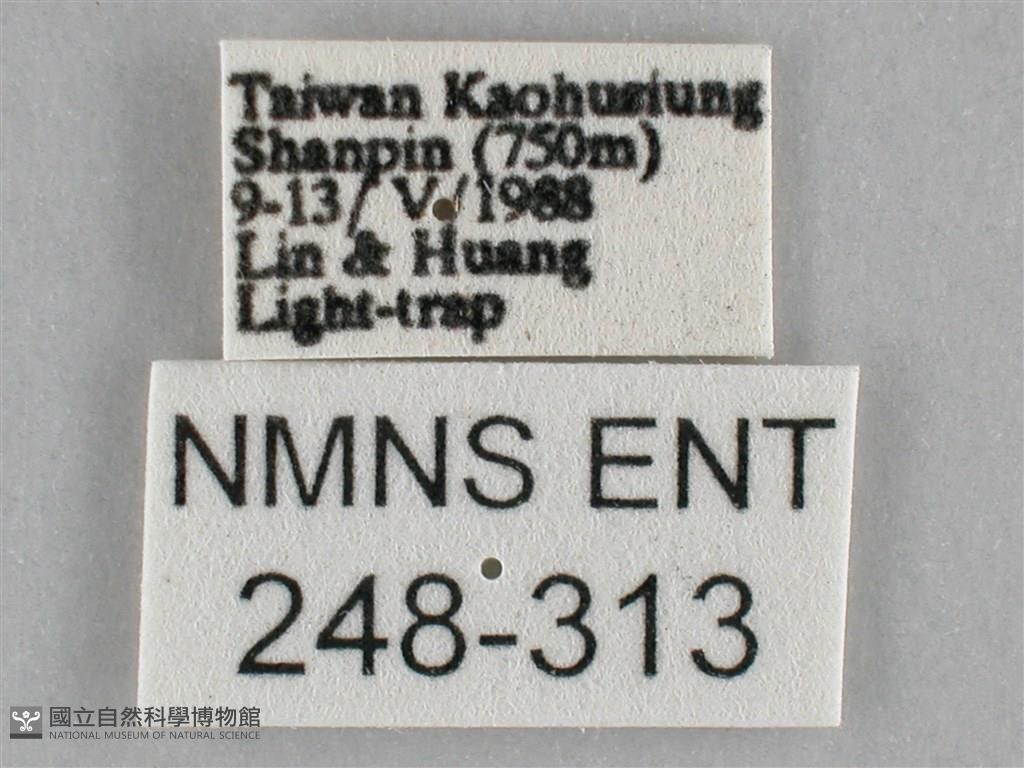 Taiwan Kaohusiung
Shanpin (750m)
9-13/ V /1988
Lin & Huang
Light-trap
NMNS ENT
248-313
國立自然科學博物館
NATIONAL MUSEUM OF NATURAL SCIENCE